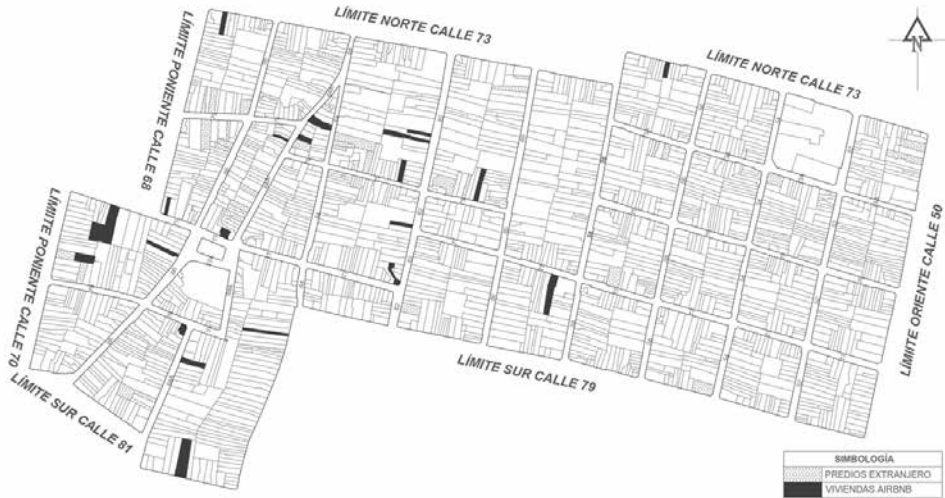 LÍMITE NORTE CALLE 73
LÍMITE NORTE CALLE 73
N
LÍMITE PONIENTE CALLE 68
LÍMITE PONIENTE CALLE 70
LÍMITE ORIENTE CALLE 50
LÍMITE SUR CALLE 79
LÍMITE SUR CALLE 81
SIMBOLOGÍA
PREDIOS EXTRANJERO
VIVIENDAS AIRBNB